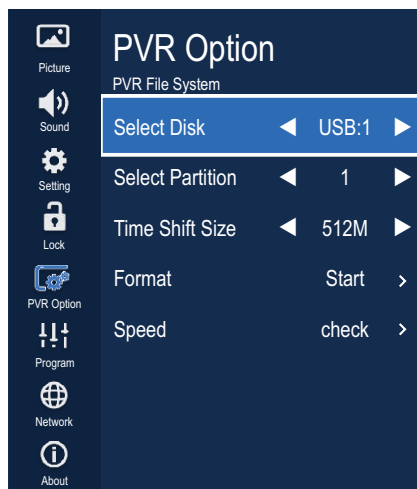 Picture
Sound
Setting
Lock
PVR Option
Program
Network
About
PVR Option
PVR File System
Select Disk USB:1
Select Partition 1
Time Shift Size 512M
Format Start
Speed check